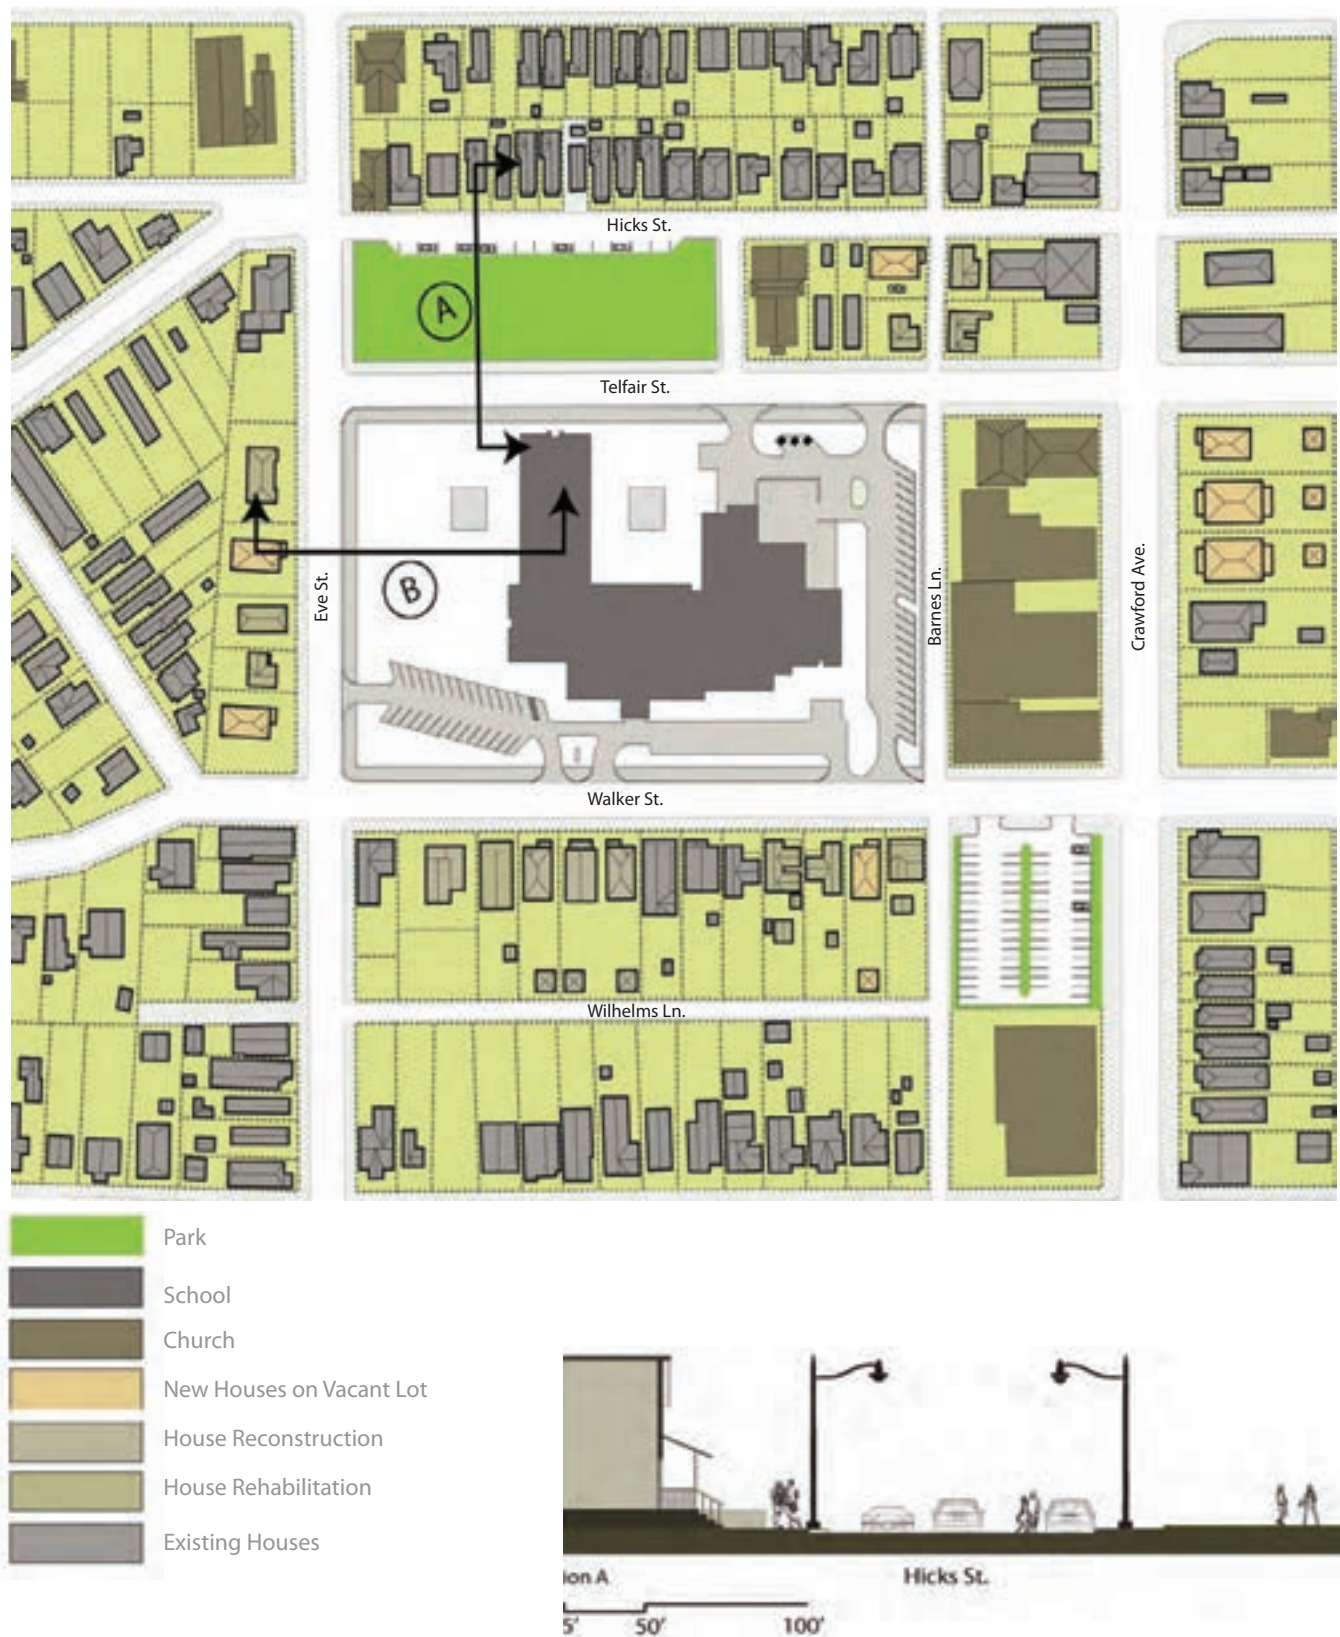 Hicks St.
A
Telfair St.
B
Eve St.
Barnes Ln.
Crawford Ave.
Walker St.
Wilhelms Ln.
Park
School
Church
New Houses on Vacant Lot
House Reconstruction
House Rehabilitation
Existing Houses
ion A
Hicks St.
5' 50' 100'